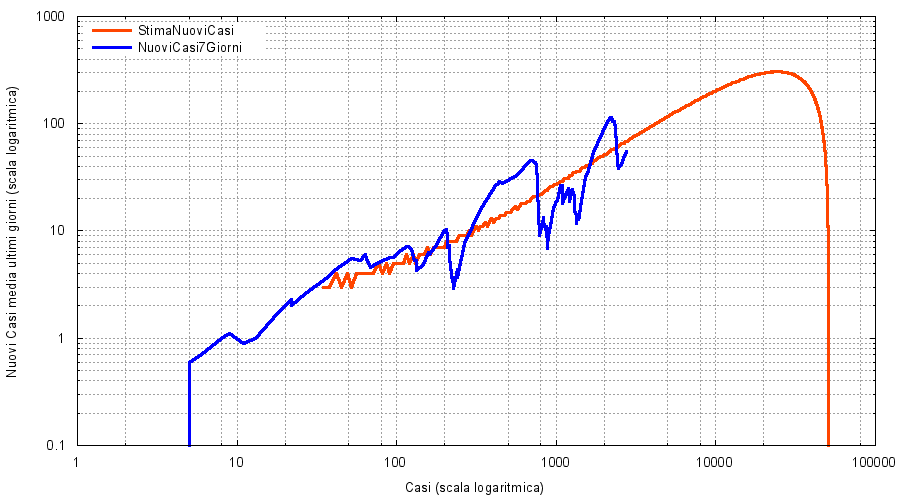 1000
100
10
1
0.1
StimaNuoviCasi
NuoviCasi7Giorni
Nuovi Casi media ultimi giorni (scala logaritmica)
1 10 100 1000 10000 100000
Casi (scala logaritmica)